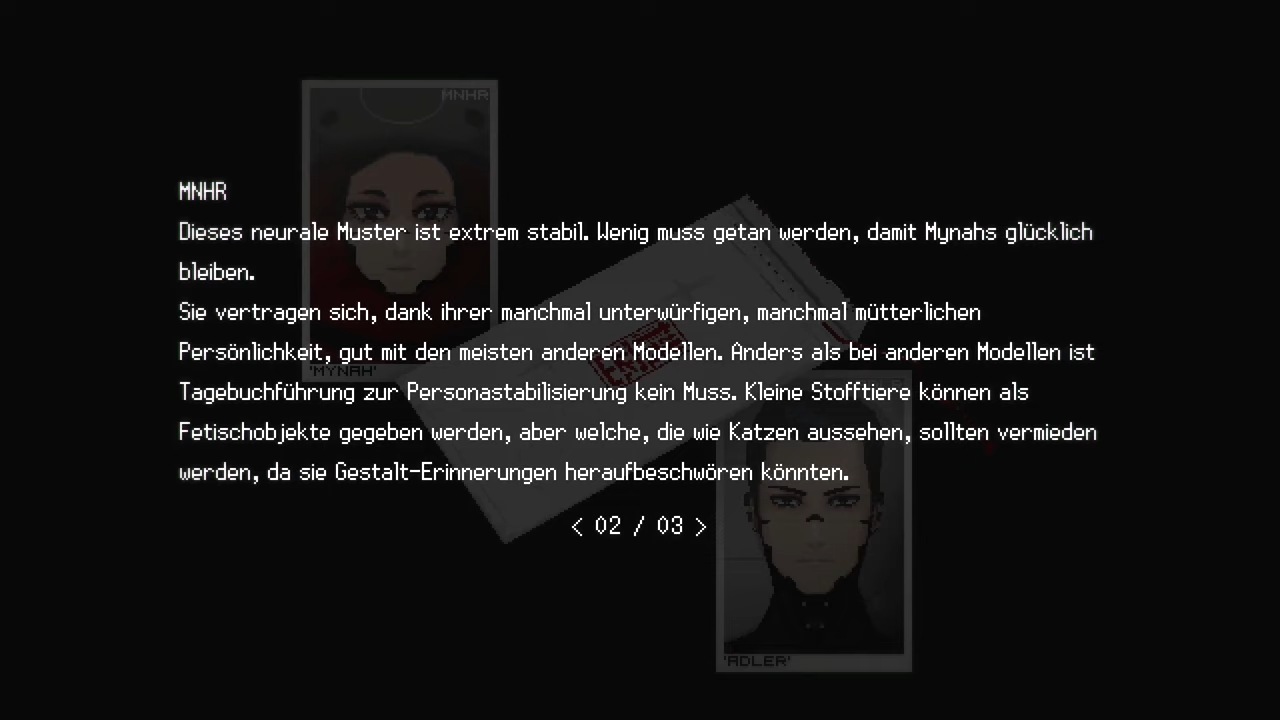 MNHR
MNHR
Dieses neurale Muster ist extrem stabil. Wenig muss getan werden, damit Mynahs glücklich
bleiben.
Sie vertragen sich, dank ihrer manchmal unterwürfigen, manchmal mütterlichen
Persönlichkeit, gut mit den meisten anderen Modellen. Anders als bei anderen Modellen ist
'MYNAH'
Tagebuchführung zur Personastabilisierung kein Muss. Kleine Stofftiere können als
Fetischobjekte gegeben werden, aber welche, die wie Katzen aussehen, sollten vermieden
werden, da sie Gestalt-Erinnerungen heraufbeschwören könnten.
< 02 / 03 >
'ADLER'